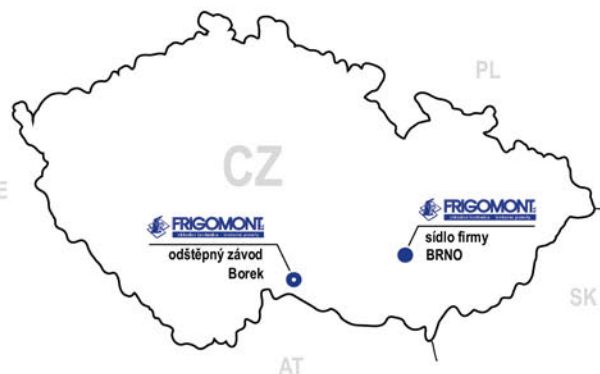 PL
CZ
E
FRIGOMONT
FRIGOMONT
odštěpný závod
Borek
sídlo firmy
BRNO
SK
AT